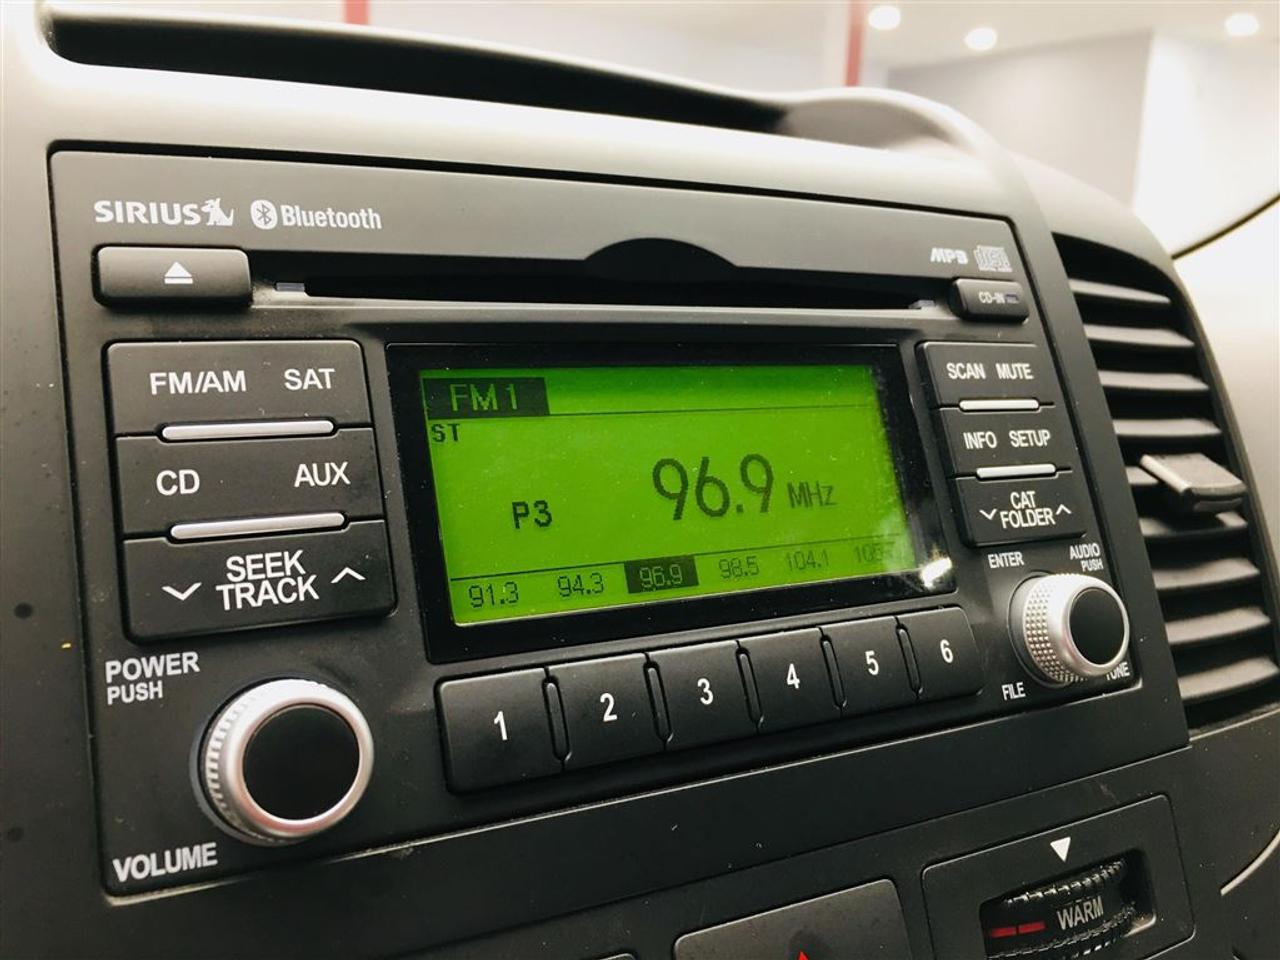 SIRIUS Bluetooth
MP3
CD-IN
FM/AM SAT
CD AUX
SEEK
TRACK
POWER
PUSH
VOLUME
FM1
ST
P3 96.9 MHz
91.3 94.3 96.9 98.5 104.1
1 2 3 4 5 6
SCAN MUTE
INFO SETUP
CAT
FOLDER
ENTER AUDIO
PUSH
FILE TUNE
WARM